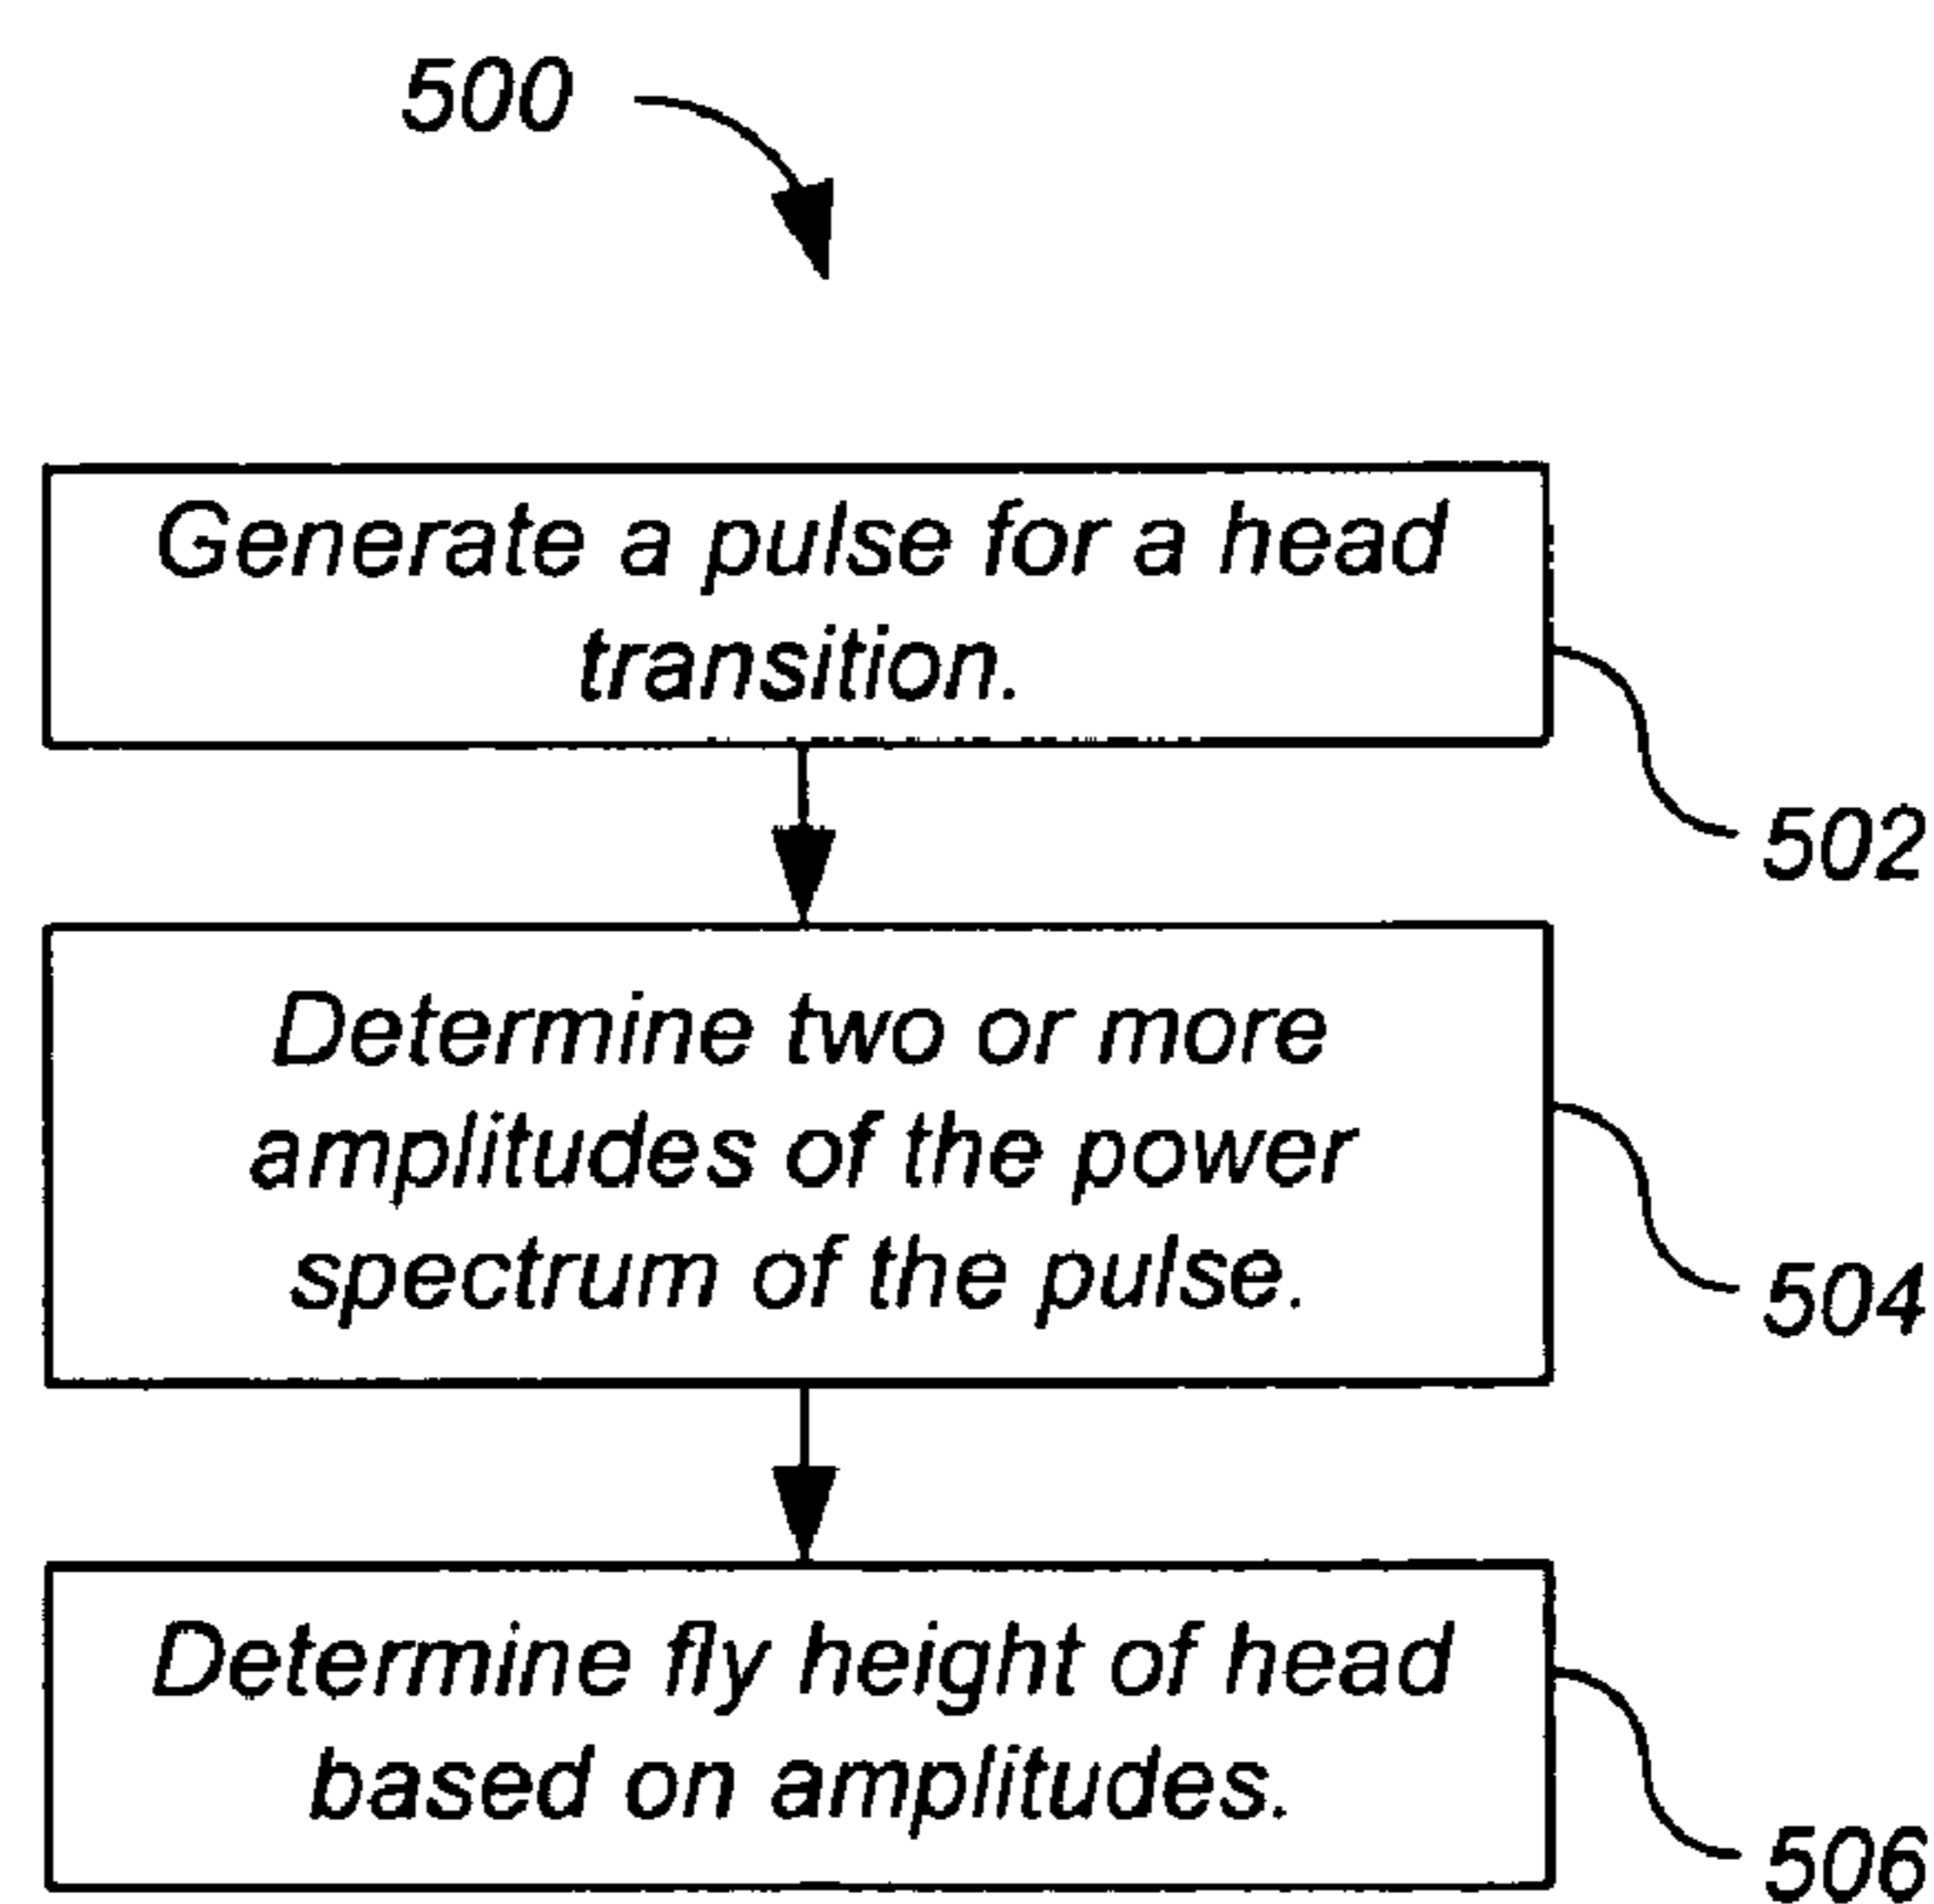 500
Generate a pulse for a head
transition.
502
Determine two or more
amplitudes of the power
spectrum of the pulse.
504
Determine fly height of head
based on amplitudes.
506